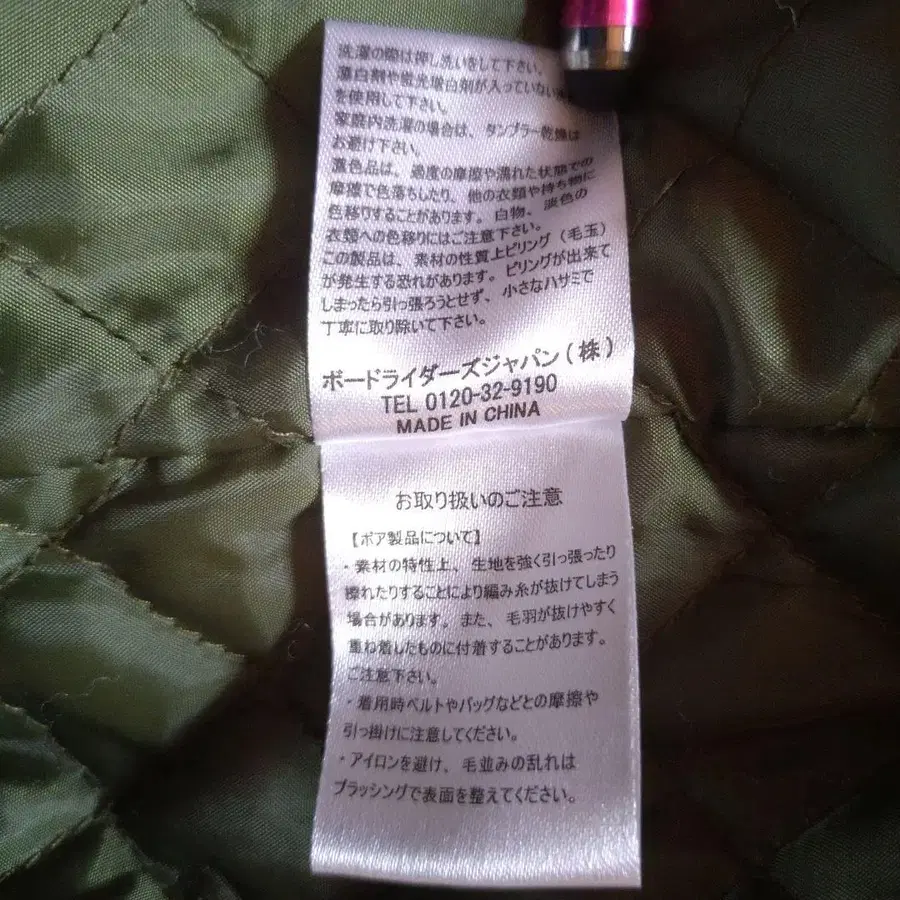 洗濯の際は押し洗いをして下さい。
漂白剤や蛍光増白剤が入っていない
を使用して下さい。
家庭内洗濯の場合は、タンブラー乾燥は
お避け下さい。
濃色品は、過度の摩擦や濡れた状態での
摩擦で色落ちしたり、他の衣類や持ち物に
色移りすることがあります。白物、淡色の
衣類への色移りにはご注意下さい。
この製品は、素材の性質上ピリング（毛玉）
が発生する恐れがあります。ピリングが出来て
しまったら引っ張ろうとせず、小さなハサミで
丁寧に取り除いて下さい。
ボードライダーズジャパン（株）
TEL 0120-32-9190
MADE IN CHINA
お取り扱いのご注意
【ボア製品について】
・素材の特性上、生地を強く引っ張ったり
擦れたりすることにより編み糸が抜けてしまう
場合があります。また、毛羽が抜けやすく
重ね着したものに付着することがあります。
ご注意下さい。
・着用時ベルトやバッグなどとの摩擦や
引っ掛けに注意してください。
・アイロンを避け、毛並みの乱れは
ブラッシングで表面を整えてください。